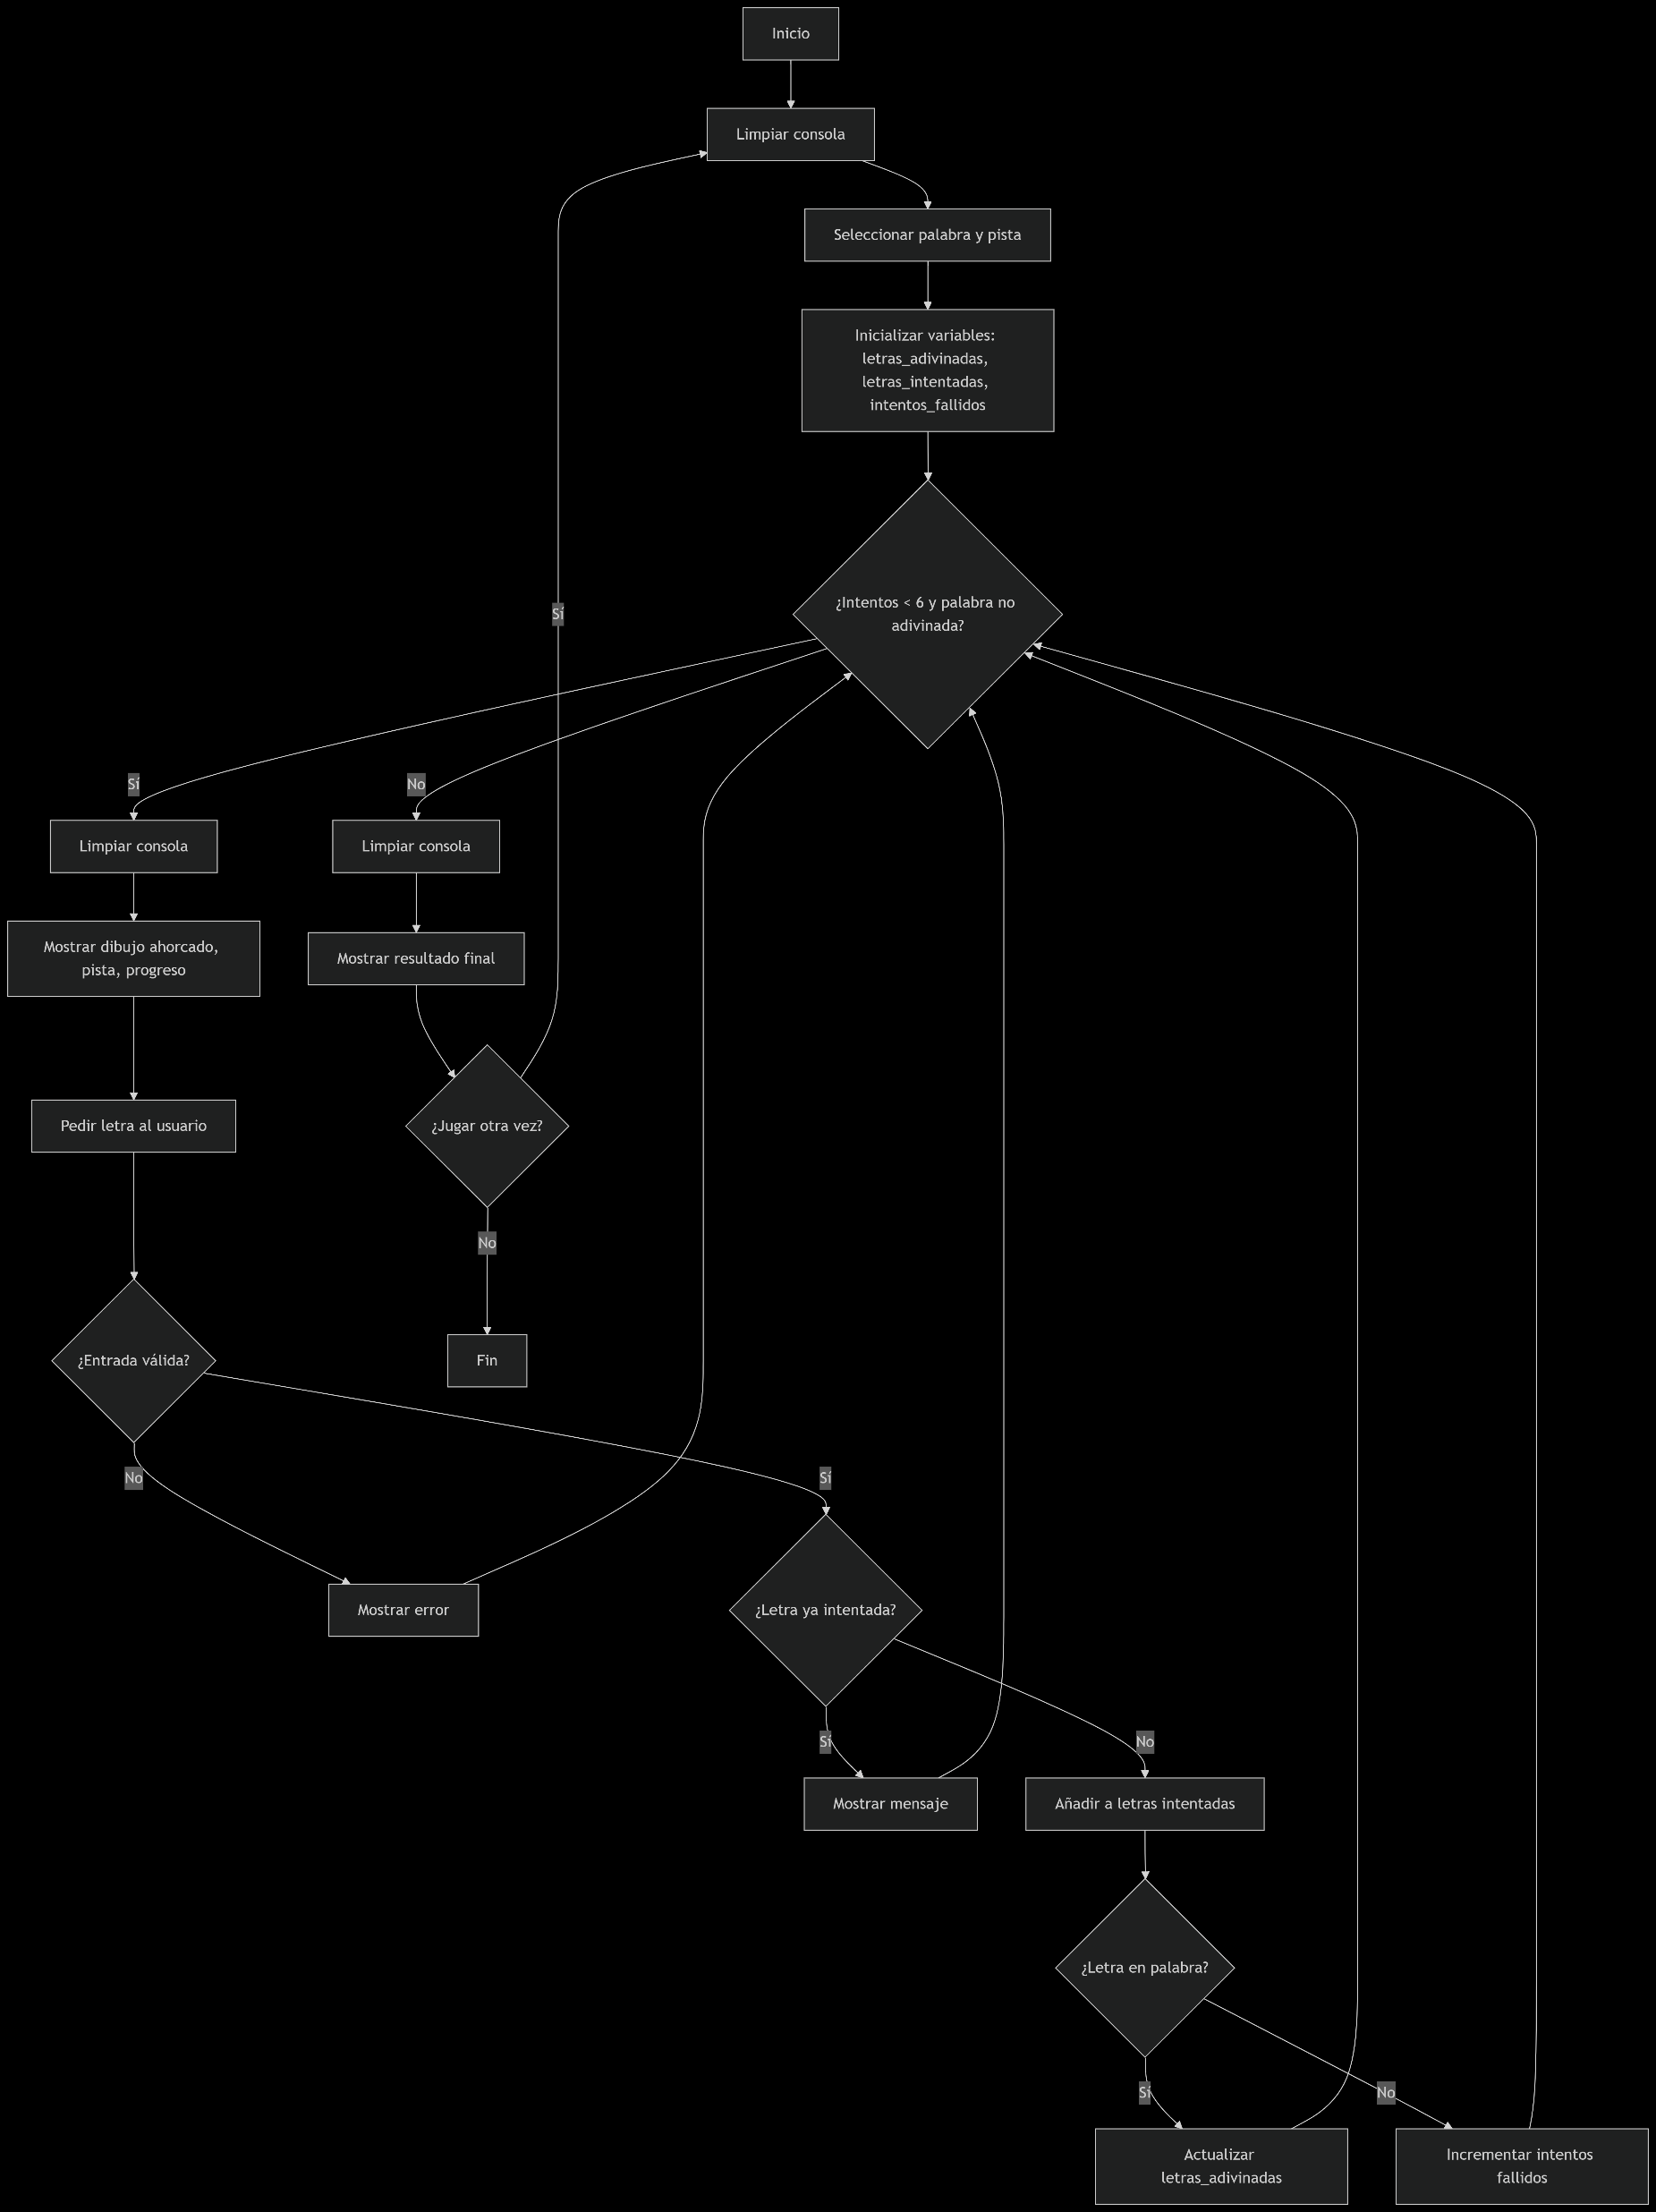 Inicio
Limpiar consola
Seleccionar palabra y pista
Inicializar variables:
letras_adivinadas,
letras_intentadas,
intentos_fallidos
¿Intentos < 6 y palabra no
adivinada?
Sí
Sí
No
Limpiar consola
Limpiar consola
Mostrar dibujo ahorcado,
pista, progreso
Mostrar resultado final
Pedir letra al usuario
¿Jugar otra vez?
No
¿Entrada válida?
Fin
No
Sí
Mostrar error
¿Letra ya intentada?
Sí
No
Mostrar mensaje
Añadir a letras intentadas
¿Letra en palabra?
Sí
No
Actualizar
letras_adivinadas
Incrementar intentos
fallidos